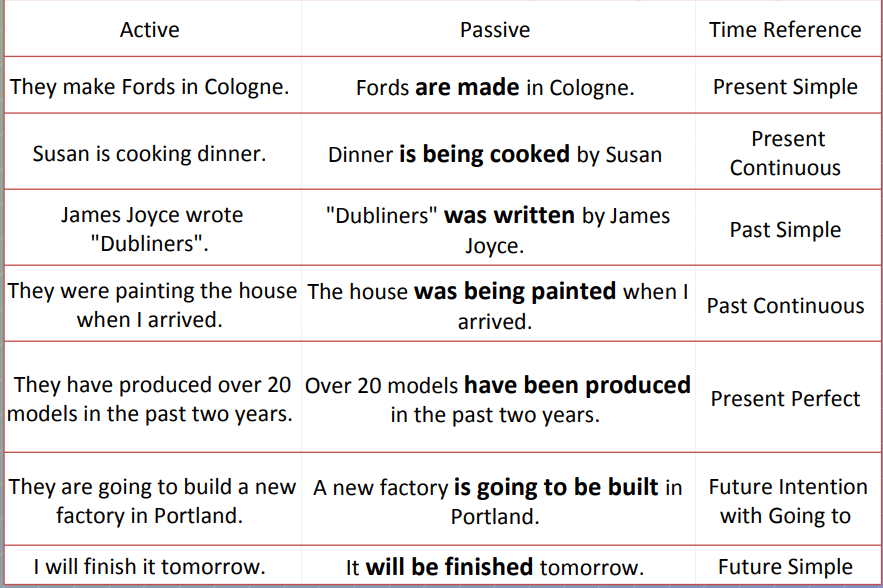 Active Passive Time Reference
They make Fords in Cologne. Fords are made in Cologne. Present Simple
Susan is cooking dinner. Dinner is being cooked by Susan Present
Continuous
James Joyce wrote
"Dubliners".
"Dubliners" was written by James
Joyce.
Past Simple
They were painting the house
when I arrived.
The house was being painted when I
arrived.
Past Continuous
They have produced over 20
models in the past two years.
Over 20 models have been produced
in the past two years.
Present Perfect
They are going to build a new
factory in Portland.
A new factory is going to be built in
Portland.
Future Intention
with Going to
I will finish it tomorrow. It will be finished tomorrow. Future Simple